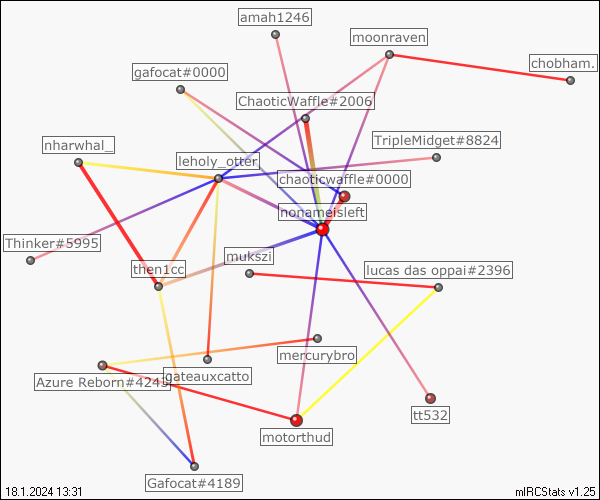 amah1246
moonraven
chobham.
gafocat#0000
ChaoticWaffle#2006
TripleMidget#8824
nharwhal_
leholy_otter
chaoticwaffle#0000
nonameisleft
Thinker#5995
mukszi
then1cc
lucas das oppai#2396
mercurybro
gateauxcatto
Azure Reborn#4243
tt532
motorthud
Gafocat#4189
18.1.2024 13:31
mIRCStats v1.25